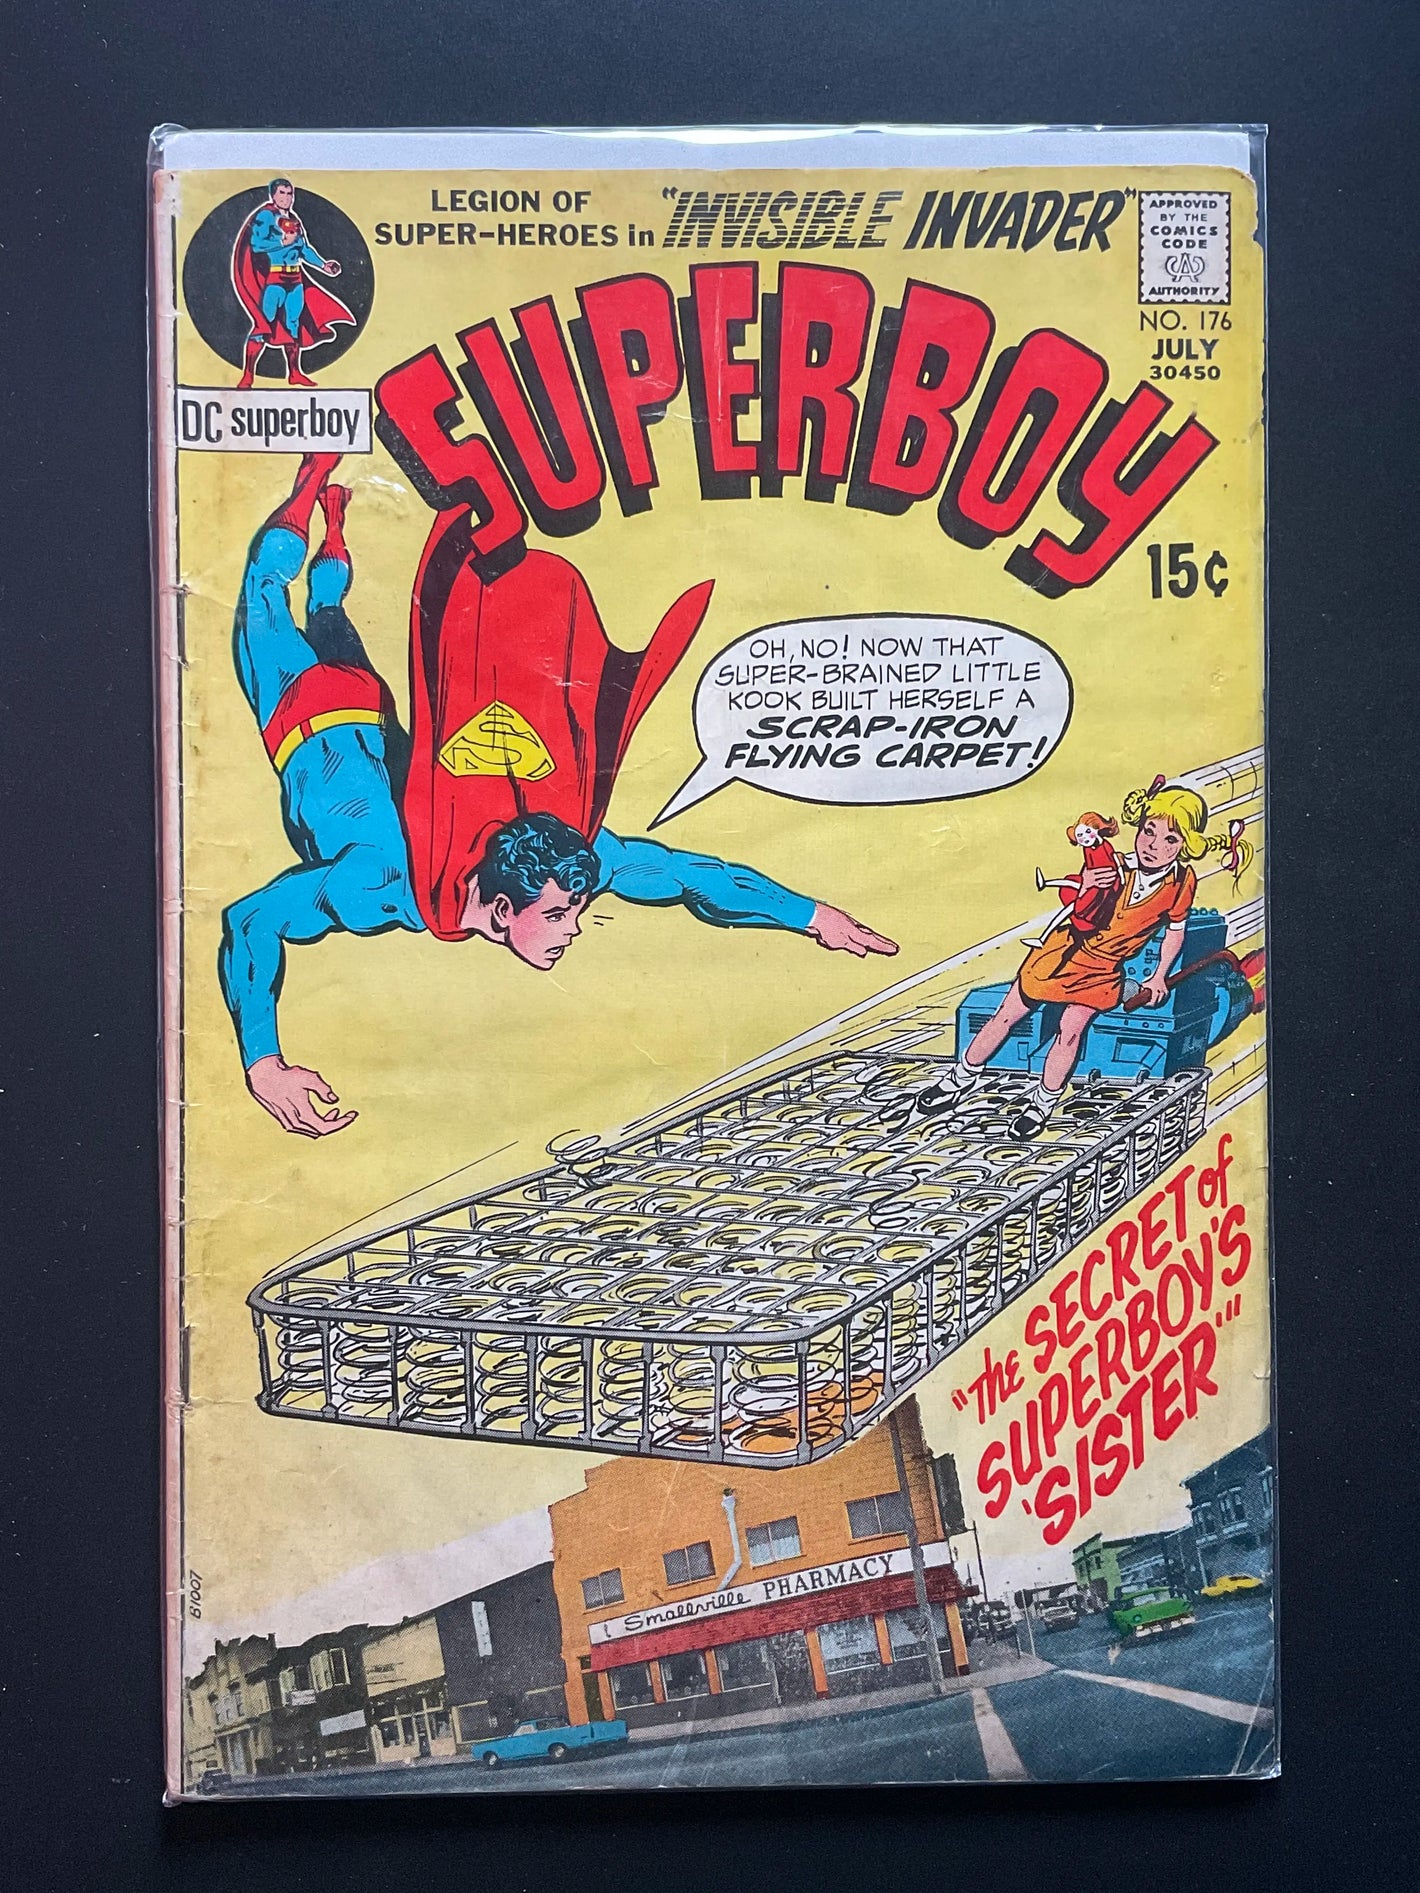 LEGION OF
SUPER-HEROES in "INVISIBLE INVADER"
APPROVED
BY THE
COMICS
CODE
CA
AUTHORITY
NO. 176
JULY
30450
SUPERBOY
DC superboy
15¢
OH, NO! NOW THAT
SUPER-BRAINED LITTLE
KOOK BUILT HERSELF A
SCRAP-IRON
FLYING CARPET!
"The SECRET of
SUPERBOY'S
'SISTER'"
Smallville PHARMACY
B1007